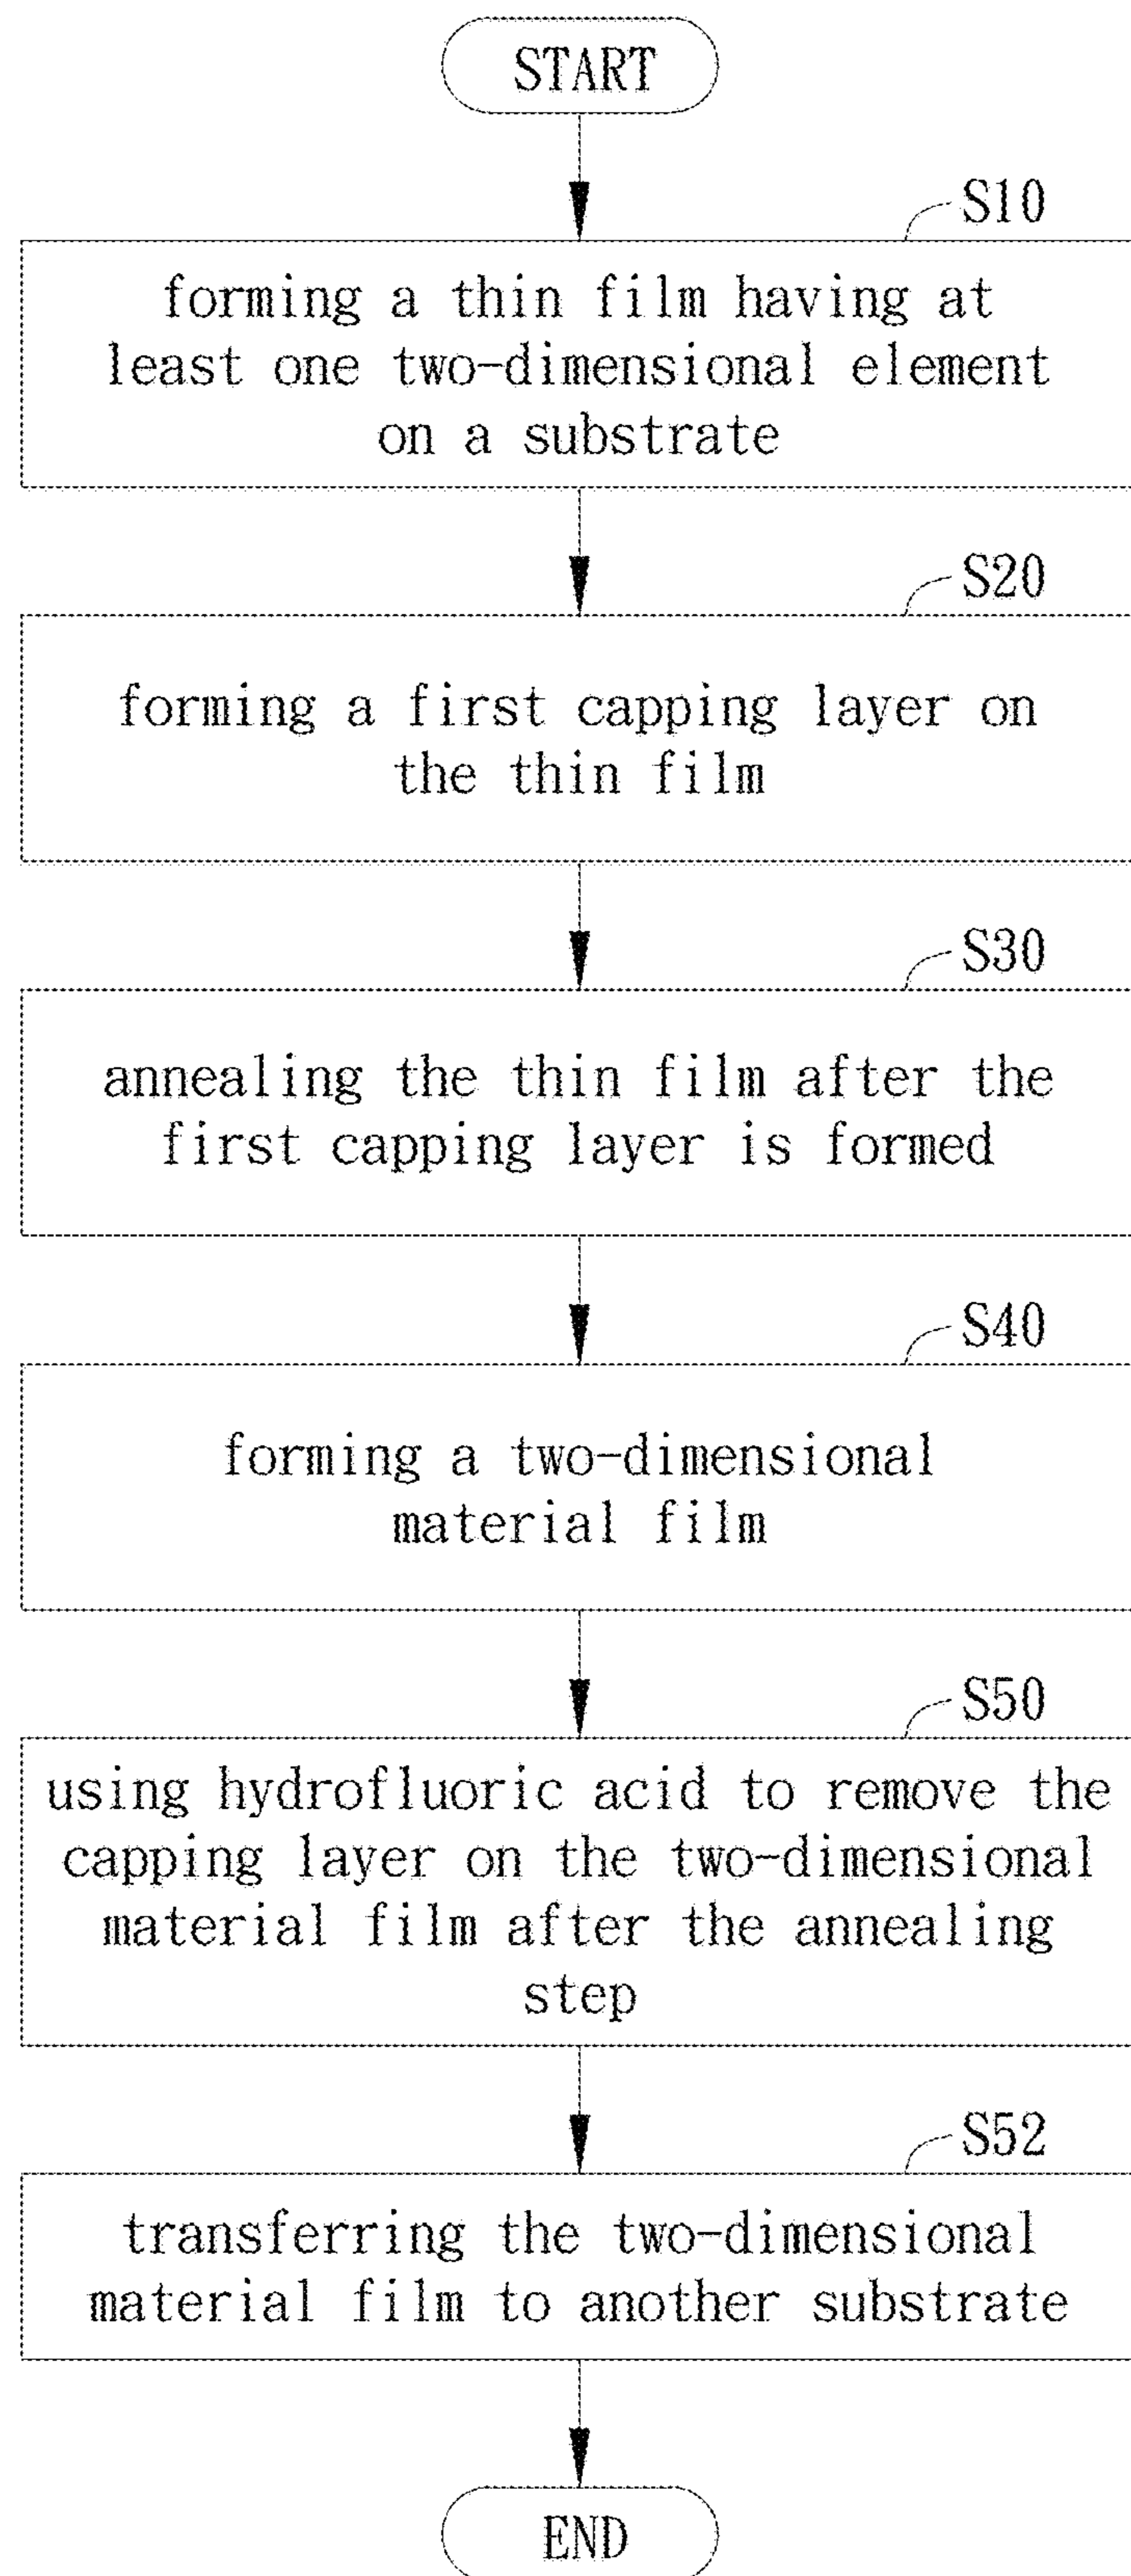 START
S10
forming a thin film having at
least one two-dimensional element
on a substrate
S20
forming a first capping layer on
the thin film
S30
annealing the thin film after the
first capping layer is formed
S40
forming a two-dimensional
material film
S50
using hydrofluoric acid to remove the
capping layer on the two-dimensional
material film after the annealing
step
S52
transferring the two-dimensional
material film to another substrate
END